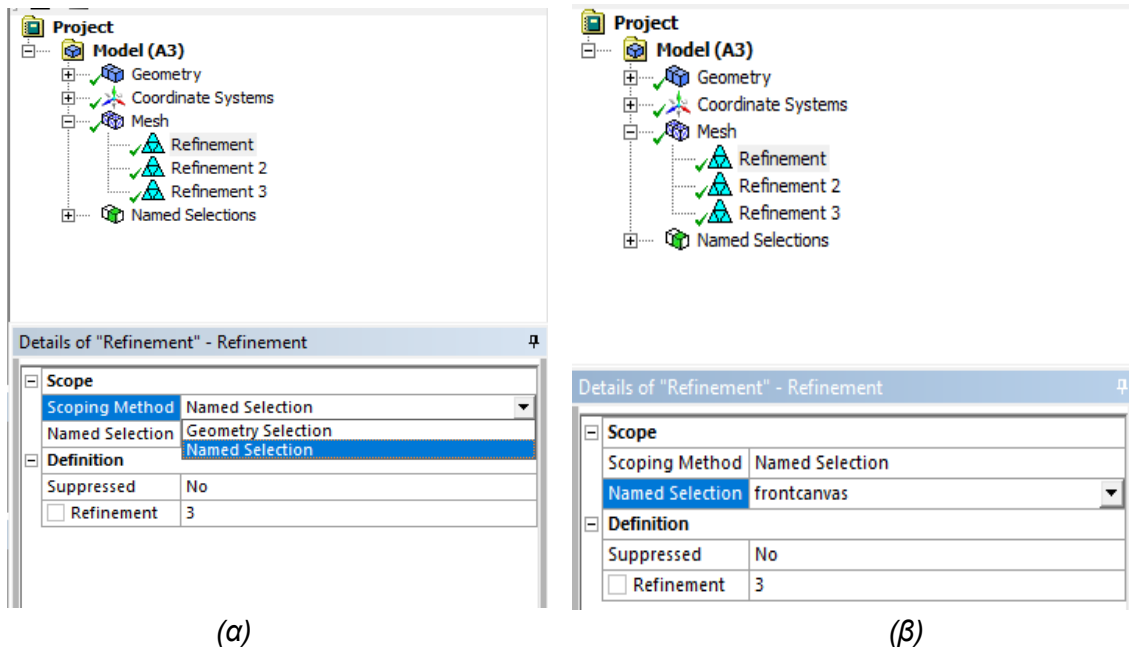 Project
Model (A3)
Geometry
Coordinate Systems
Mesh
Refinement
Refinement 2
Refinement 3
Named Selections
Details of "Refinement" - Refinement
Scope
Scoping Method Named Selection
Named Selection Geometry Selection
Named Selection
Definition
Suppressed No
Refinement 3
(α)
Project
Model (A3)
Geometry
Coordinate Systems
Mesh
Refinement
Refinement 2
Refinement 3
Named Selections
Details of "Refinement" - Refinement
Scope
Scoping Method Named Selection
Named Selection frontcanvas
Definition
Suppressed No
Refinement 3
(β)